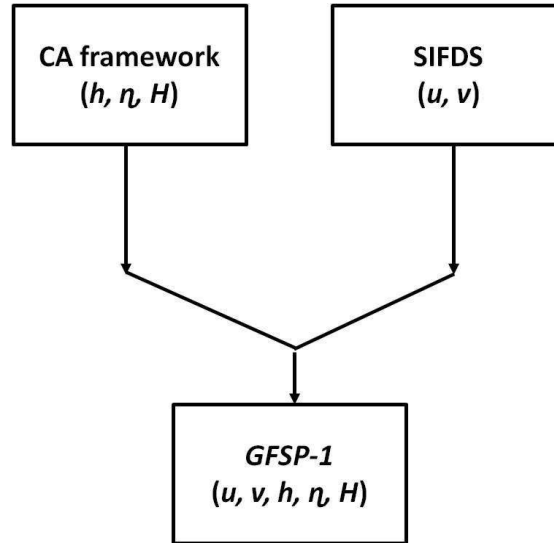 CA framework
(h, η, H)
SIFDS
(u, v)
GFSP-1
(u, v, h, η, H)